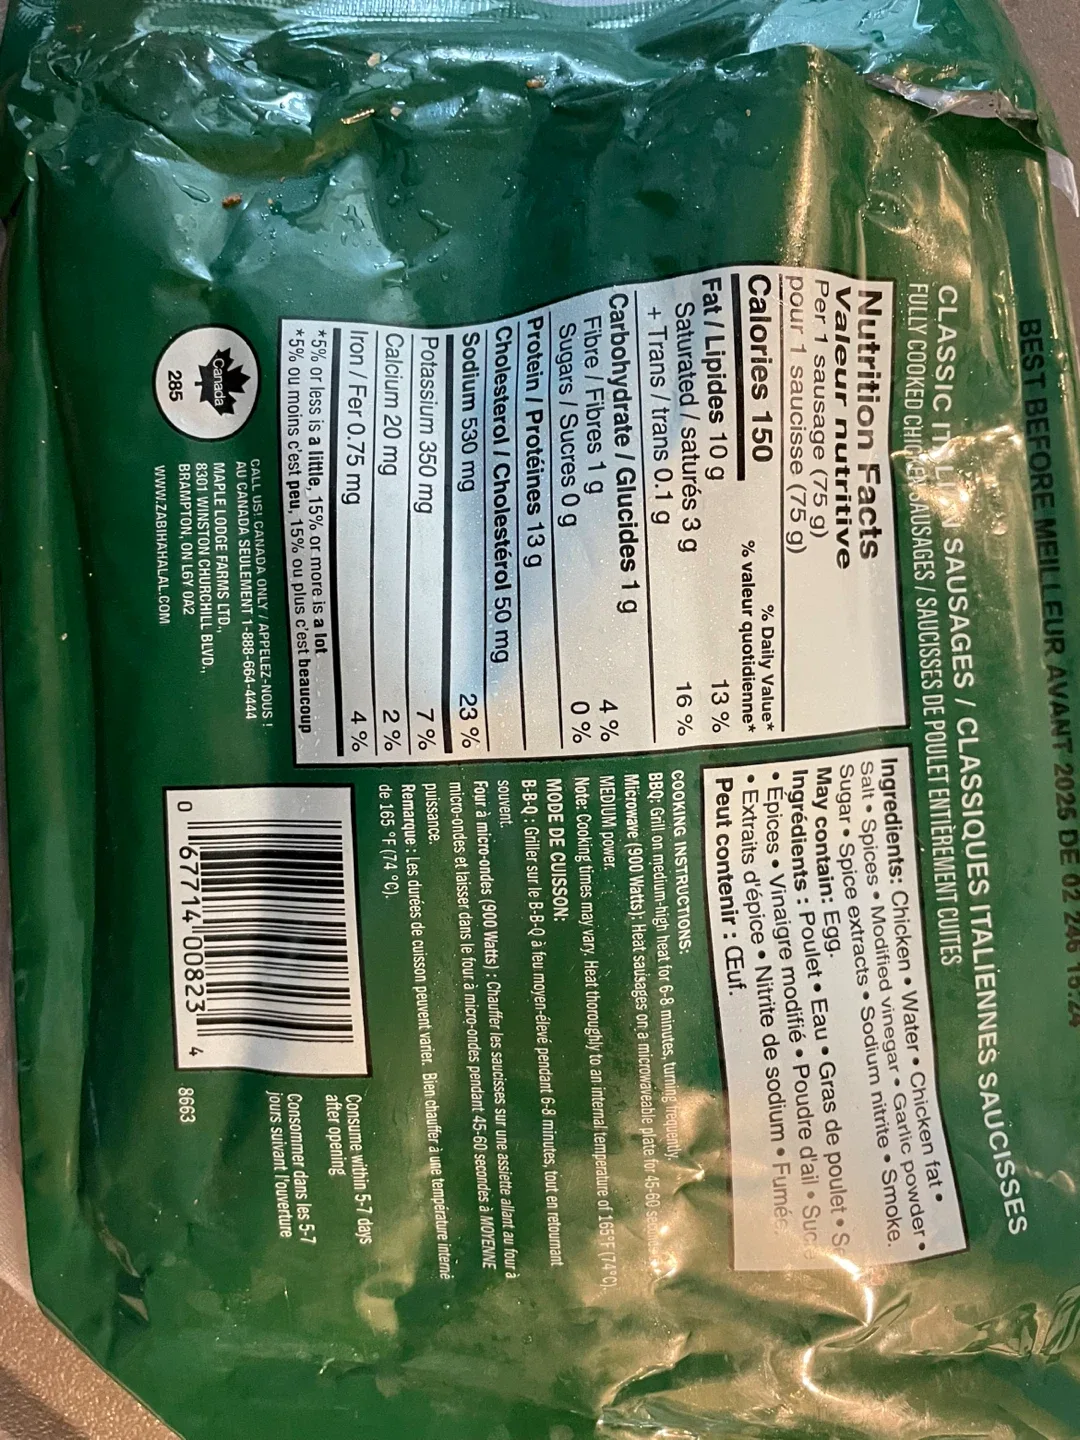 BEST BEFORE MEILLEUR AVANT 2025 DE 02 246
CLASSIC ITALIAN SAUSAGES / CLASSIQUES ITALIENNES SAUCISSES
FULLY COOKED CHICKEN SAUSAGES / SAUCISSES DE POULET ENTIÈREMENT CUITES
Nutrition Facts
Valeur nutritive
Per 1 sausage (75 g)
pour 1 saucisse (75 g)
Calories 150
% Daily Value*
% valeur quotidienne*
Fat / Lipides 10 g 13 %
Saturated / saturés 3 g 16 %
+ Trans / trans 0.1 g
Carbohydrate / Glucides 1 g
Fibre / Fibres 1 g 4 %
Sugars / Sucres 0 g 0 %
Protein / Protéines 13 g
Cholesterol / Cholestérol 50 mg
Sodium 530 mg 23 %
Potassium 350 mg 7 %
Calcium 20 mg 2 %
Iron / Fer 0.75 mg 4 %
*5% or less is a little, 15% or more is a lot
*5% ou moins c'est peu, 15% ou plus c'est beaucoup
Ingredients: Chicken • Water • Chicken fat •
Salt • Spices • Modified vinegar • Garlic powder •
Sugar • Spice extracts • Sodium nitrite • Smoke.
May contain: Egg.
Ingrédients : Poulet • Eau • Gras de poulet •
• Épices • Vinaigre modifié • Poudre d'ail •
• Extraits d'épice • Nitrite de sodium • Fumée.
Peut contenir : Œuf.
COOKING INSTRUCTIONS:
BBQ: Grill on medium-high heat for 6-8 minutes, turning frequently.
Microwave (900 Watts): Heat sausages on a microwaveable plate for 45-60 seconds
MEDIUM power.
Note: Cooking times may vary. Heat thoroughly to an internal temperature of 165°F (74°C).
MODE DE CUISSON:
B-B-Q : Griller sur le B-B-Q à feu moyen-élevé pendant 6-8 minutes, tout en retournant
souvent.
Four à micro-ondes (900 Watts) : Chauffer les saucisses sur une assiette allant au four à
micro-ondes et laisser dans le four à micro-ondes pendant 45-60 secondes à MOYENNE
puissance.
Remarque : Les durées de cuisson peuvent varier. Bien chauffer à une température interne
de 165 °F (74 °C).
Canada
285
CALL US! CANADA ONLY / APPELEZ-NOUS !
AU CANADA SEULEMENT 1-888-664-4444
MAPLE LODGE FARMS LTD.,
8301 WINSTON CHURCHILL BLVD.,
BRAMPTON, ON L6Y 0A2
WWW.ZABIHAHALAL.COM
0 67714 00823 4
Consume within 5-7 days
after opening
Consommer dans les 5-7
jours suivant l'ouverture
8663